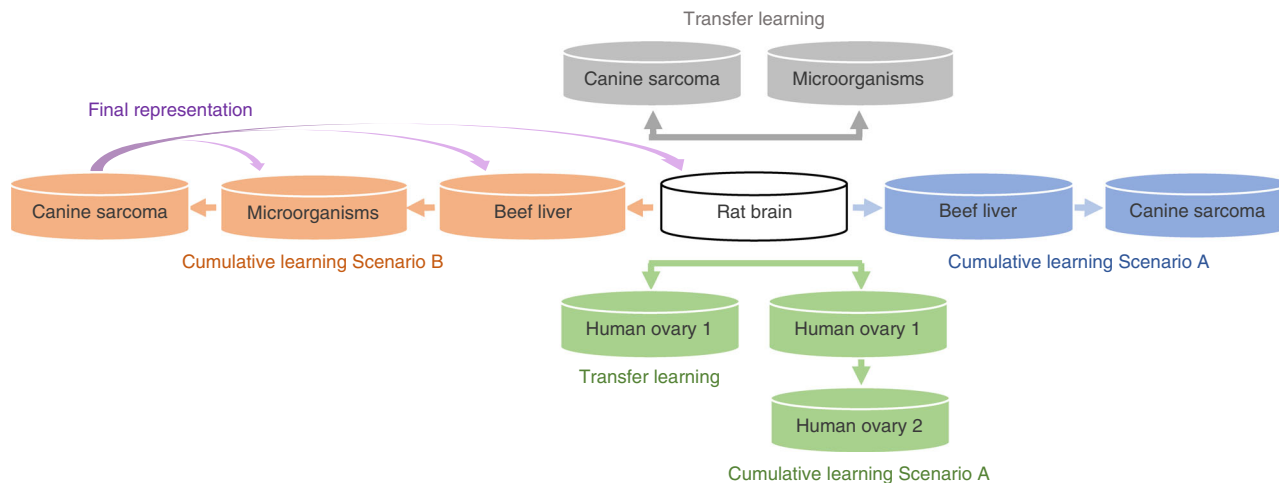 Transfer learning
Canine sarcoma
Microorganisms
Final representation
Canine sarcoma
Microorganisms
Beef liver
Rat brain
Beef liver
Canine sarcoma
Cumulative learning Scenario B
Cumulative learning Scenario A
Human ovary 1
Human ovary 1
Transfer learning
Human ovary 2
Cumulative learning Scenario A